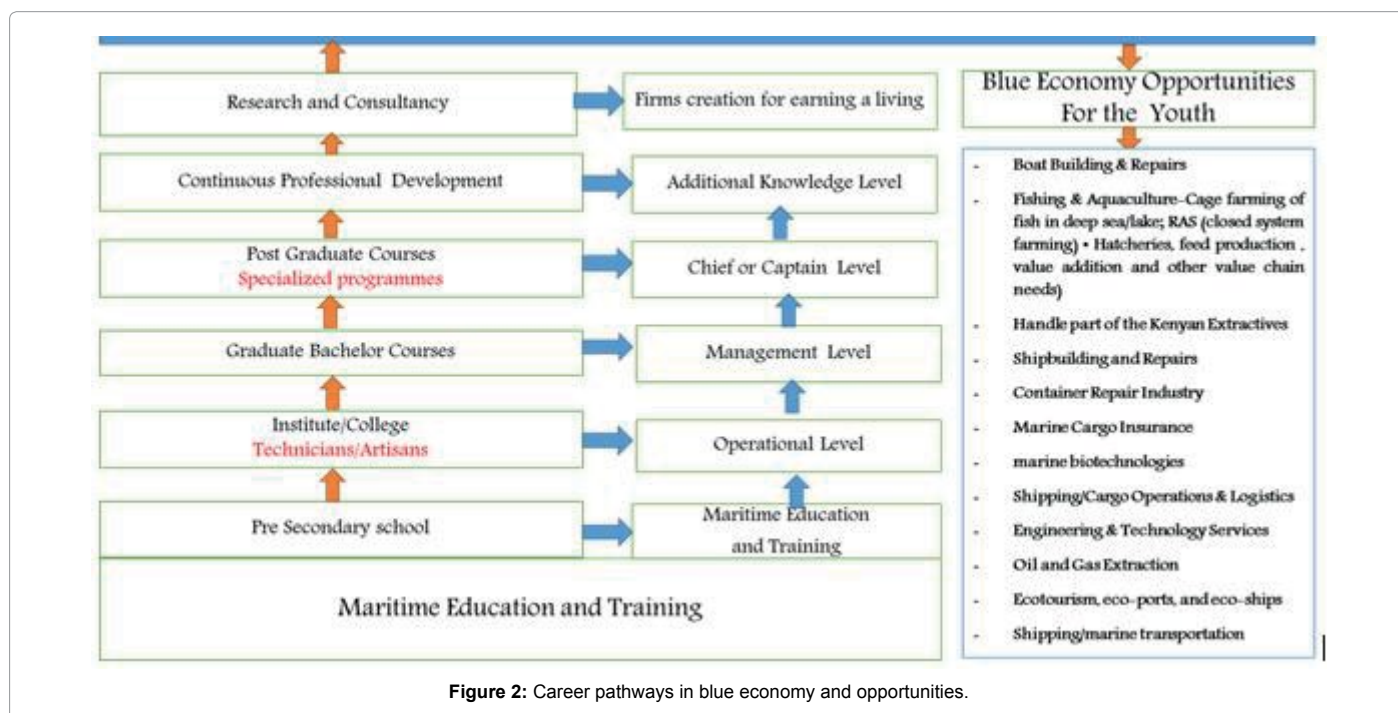 Research and Consultancy
Firms creation for earning a living
Continuous Professional Development
Additional Knowledge Level
Post Graduate Courses
Specialized programmes
Chief or Captain Level
Graduate Bachelor Courses
Management Level
Institute/College
Technicians/Artisans
Operational Level
Pre Secondary school
Maritime Education
and Training
Maritime Education and Training
Blue Economy Opportunities
For the Youth
- Boat Building & Repairs
- Fishing & Aquaculture-Cage farming of
fish in deep sea/lake; RAS (closed system
farming) • Hatcheries, feed production ,
value addition and other value chain
needs)
- Handle part of the Kenyan Extractives
- Shipbuilding and Repairs
- Container Repair Industry
- Marine Cargo Insurance
- marine biotechnologies
- Shipping/Cargo Operations & Logistics
- Engineering & Technology Services
- Oil and Gas Extraction
- Ecotourism, eco-ports, and eco-ships
- Shipping/marine transportation
Figure 2: Career pathways in blue economy and opportunities.